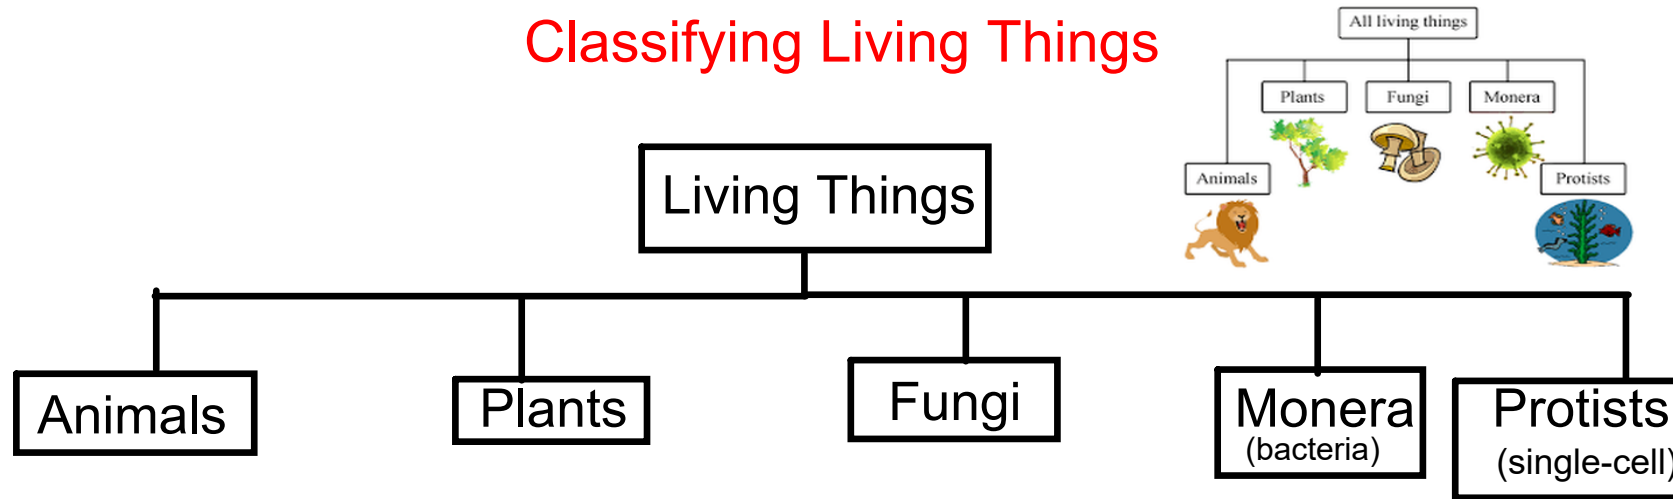 Classifying Living Things
All living things
Plants Fungi Monera
Animals Protists
Living Things
Animals Plants Fungi Monera Protists
(bacteria) (single-cell)